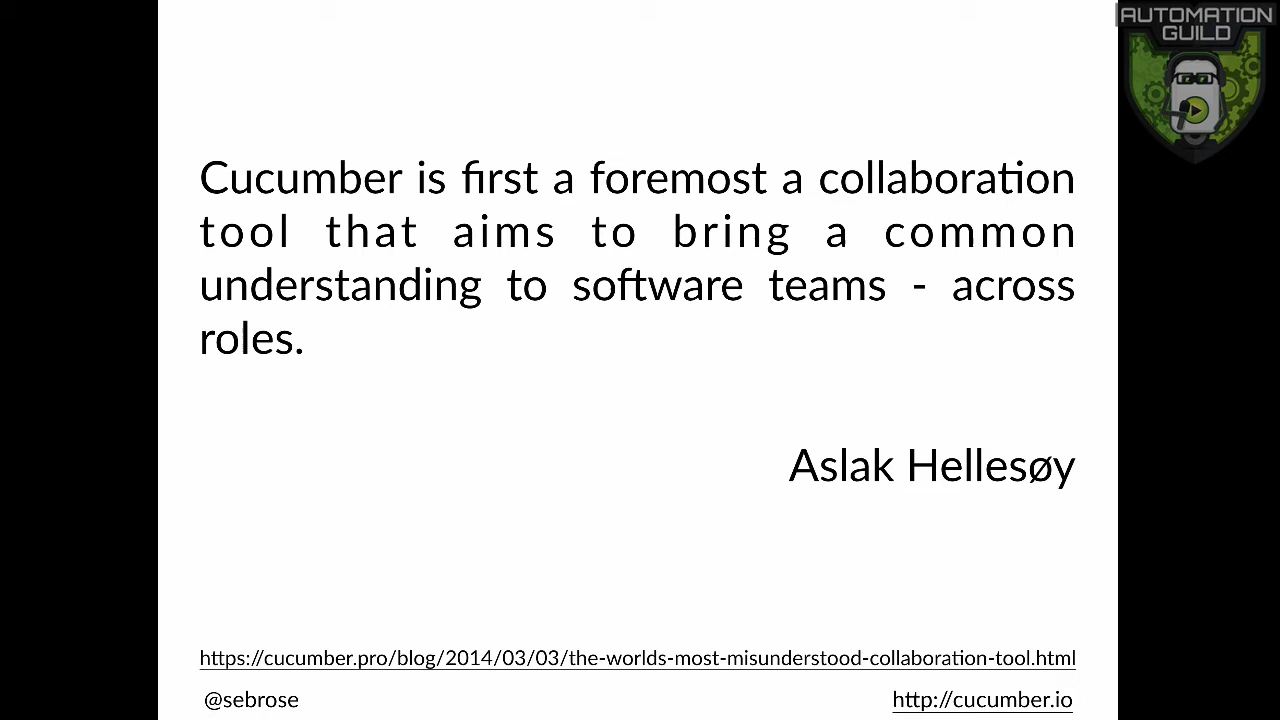 AUTOMATION
GUILD
Cucumber is first a foremost a collaboration
tool that aims to bring a common
understanding to software teams - across
roles.
Aslak Hellesøy
https://cucumber.pro/blog/2014/03/03/the-worlds-most-misunderstood-collaboration-tool.html
@sebrose
http://cucumber.io